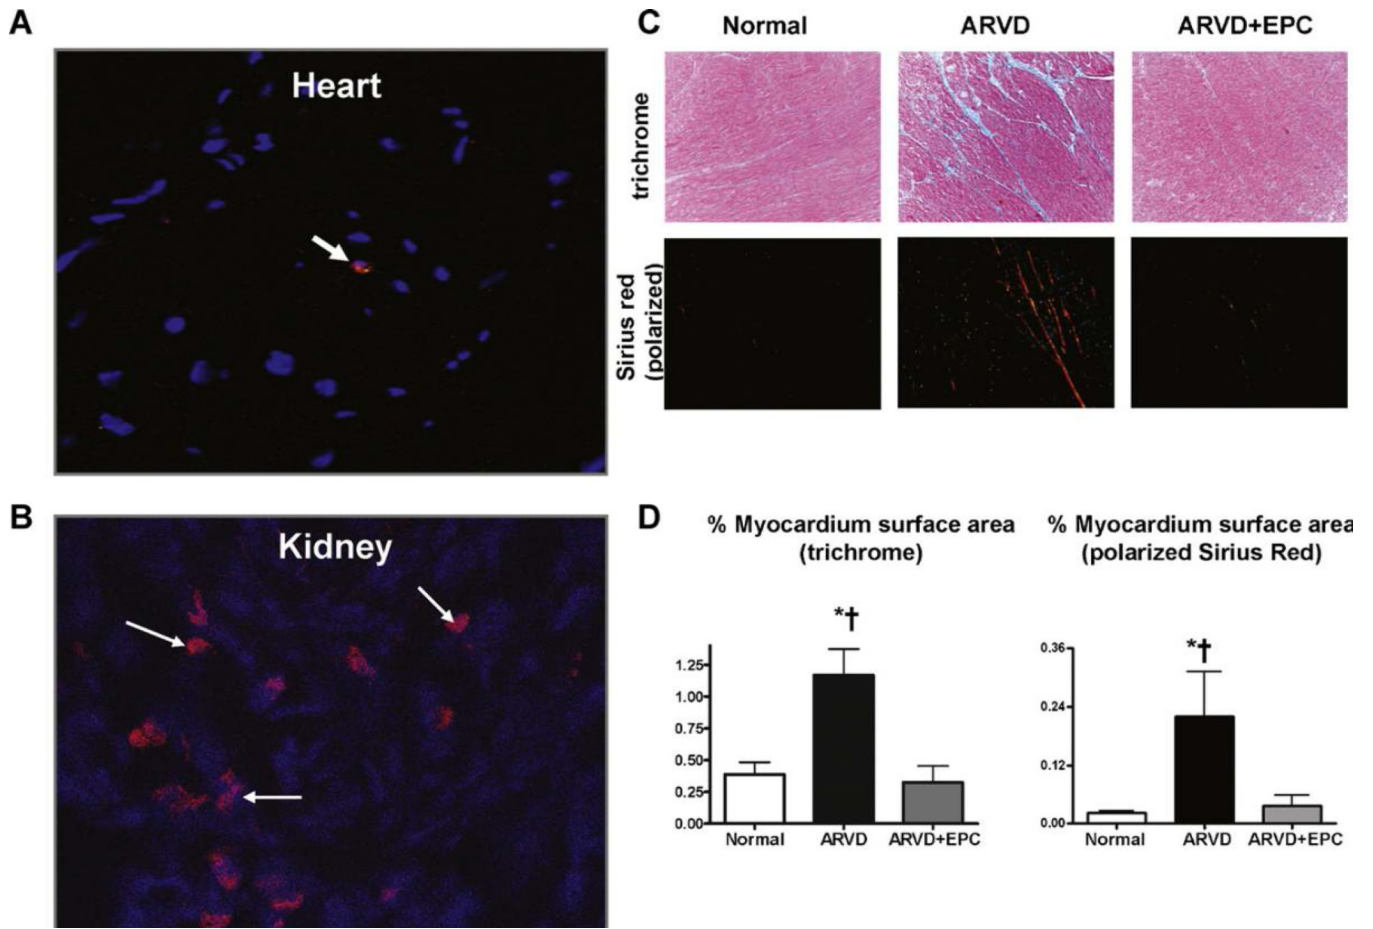 A
Heart
B
Kidney
C
Normal
ARVD
ARVD+EPC
trichrome
Sirius red
(polarized)
D
% Myocardium surface area
(trichrome)
*†
1.25
1.00
0.75
0.50
0.25
0.00
Normal
ARVD
ARVD+EPC
% Myocardium surface area
(polarized Sirius Red)
*†
0.36
0.24
0.12
0.00
Normal
ARVD
ARVD+EPC